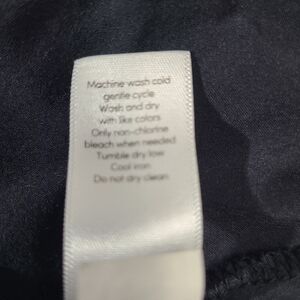 Machine wash cold
gentle cycle
Wash and dry
with like colors
Only non-chlorine
bleach when needed
Tumble dry low
Cool iron
Do not dry clean